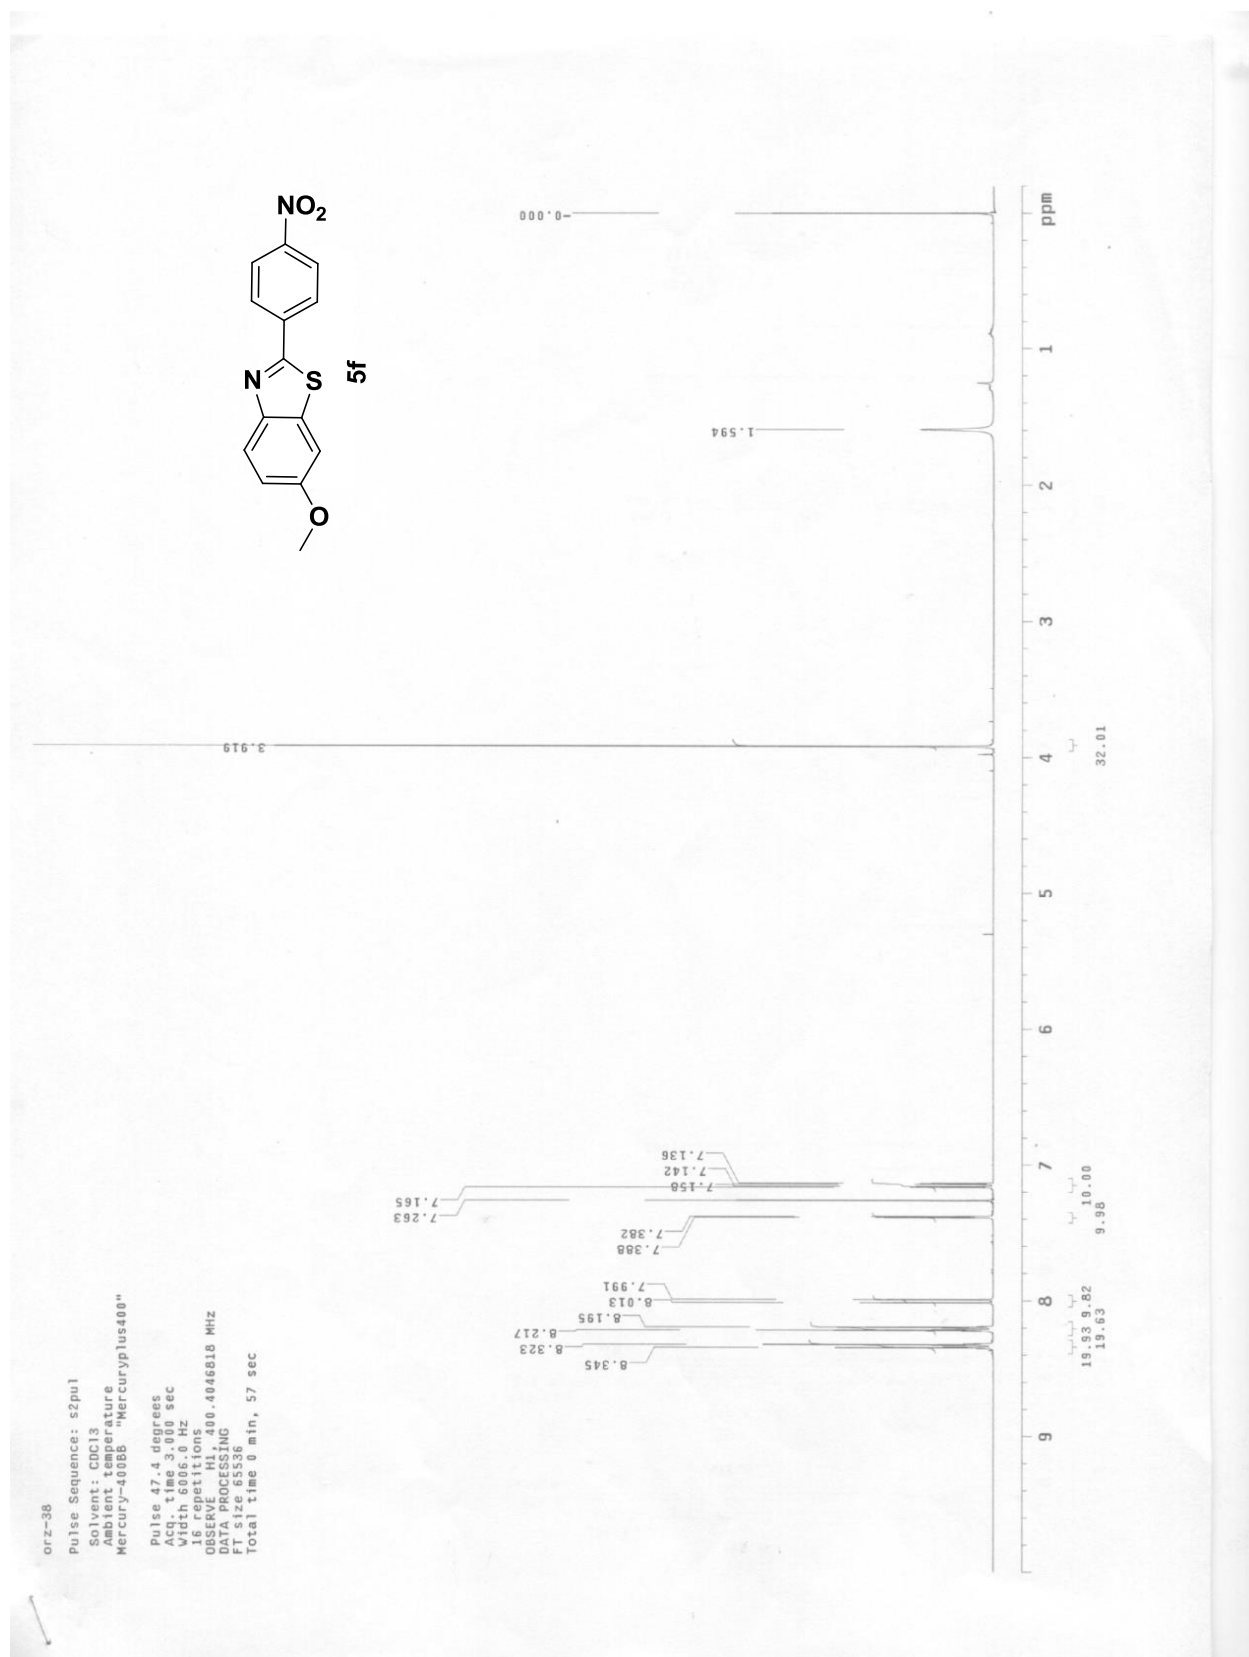 orz-38
Pulse Sequence: s2pul
Solvent: CDCl3
Ambient temperature
Mercury-400BB "Mercuryplus400"
Pulse 47.4 degrees
Acq. time 3.000 sec
Width 6006.0 Hz
16 repetitions
OBSERVE H1, 400.4046818 MHz
DATA PROCESSING
FT size 65536
Total time 0 min, 57 sec
NO2
N
S
O
5f
8.345
8.323
8.217
8.195
8.013
7.991
7.388
7.382
7.263
7.165
7.158
7.142
7.136
3.919
1.594
-0.000
9 8 7 6 5 4 3 2 1 ppm
19.93 9.82 10.00
19.63 9.98 32.01